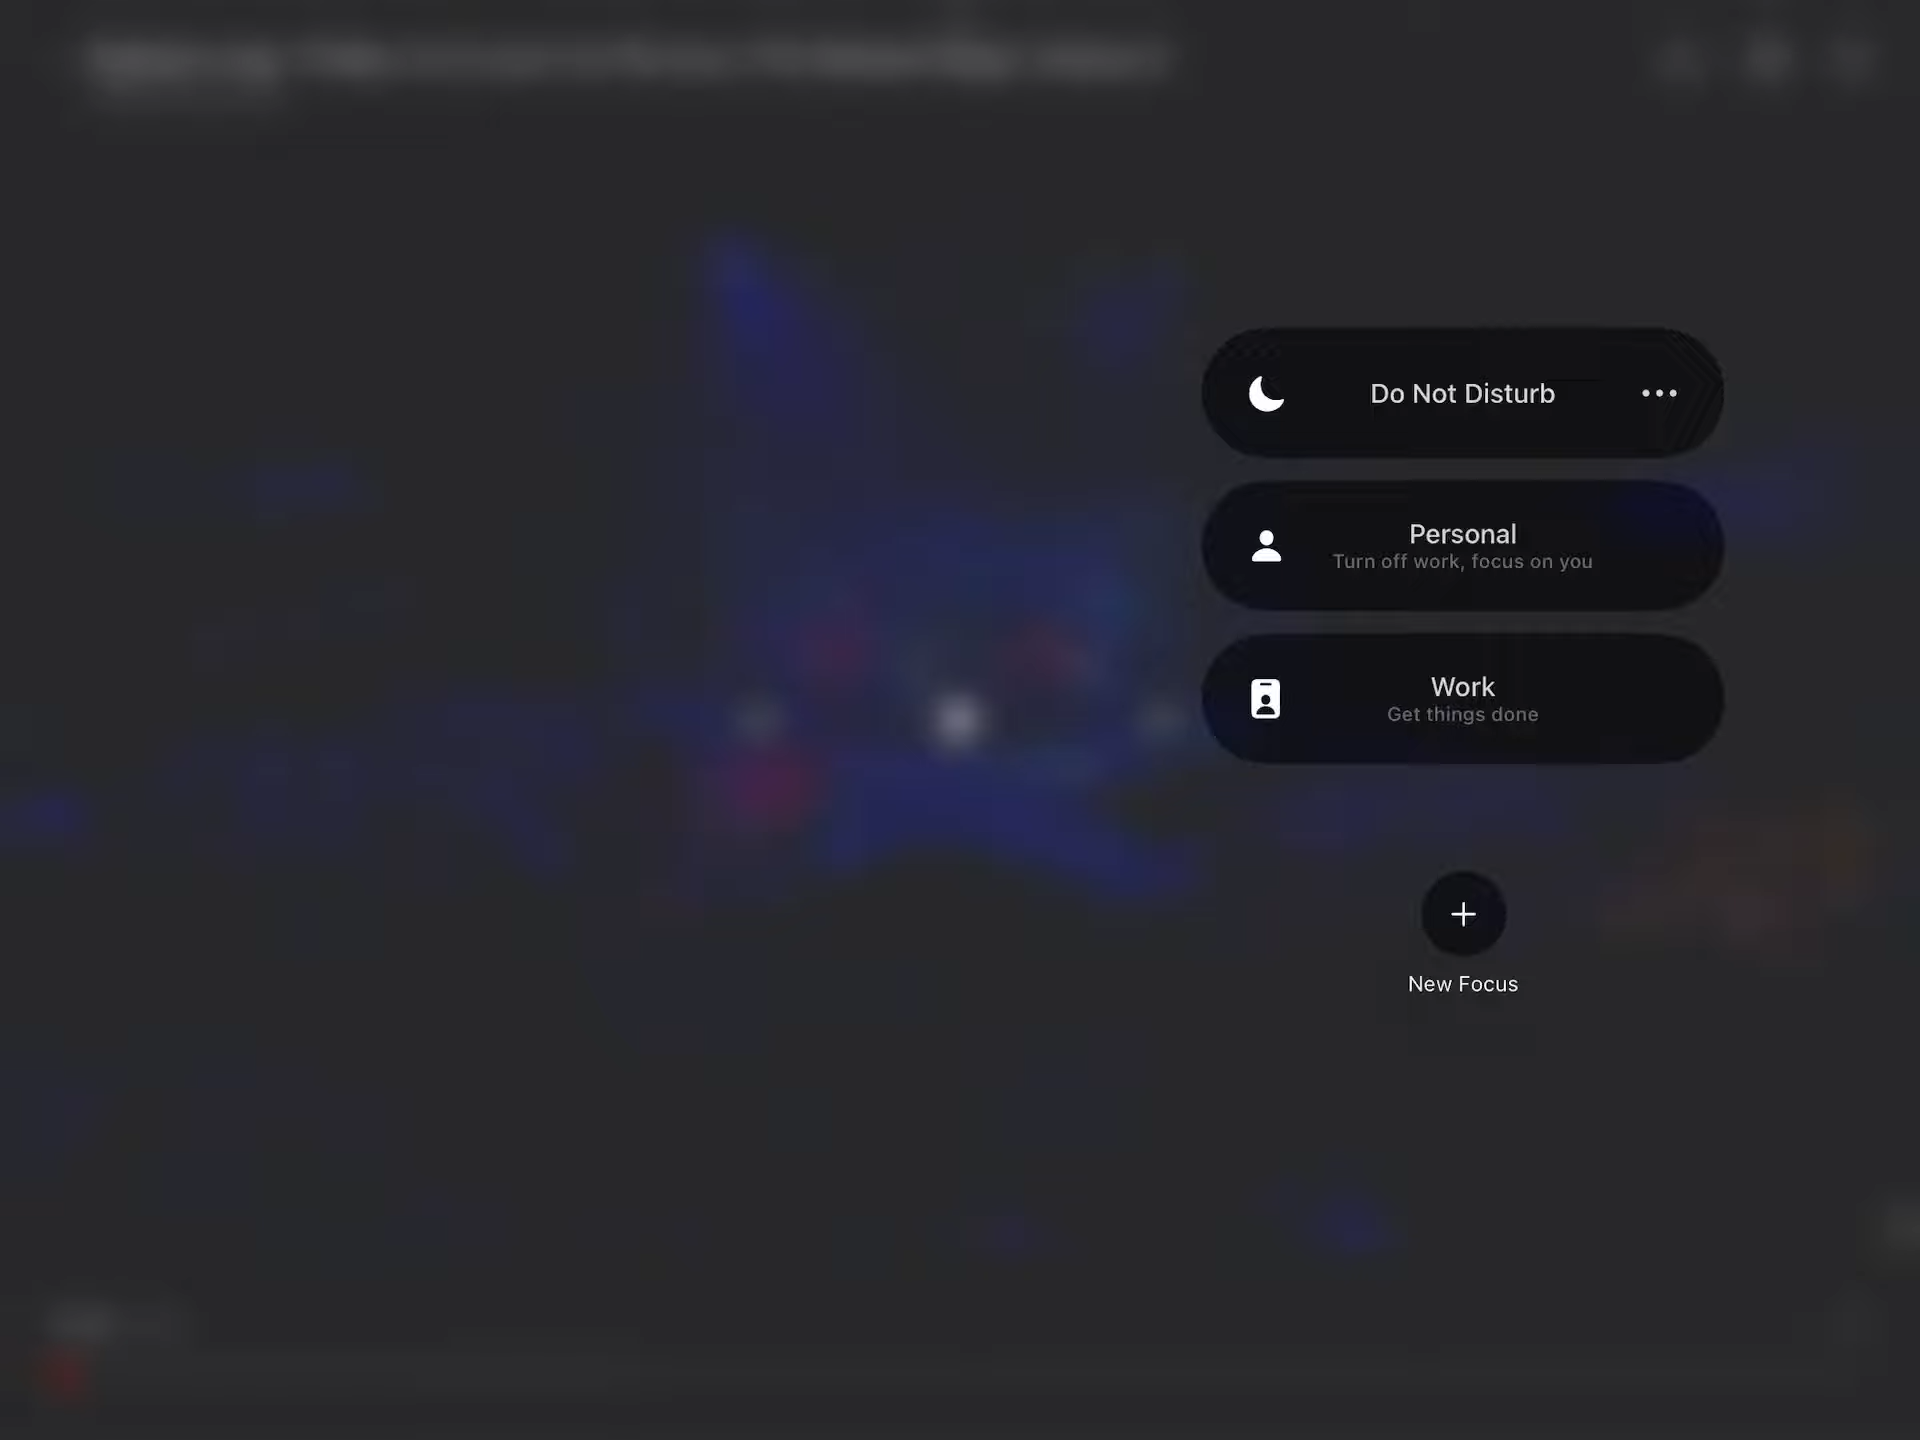 Do Not Disturb
Personal
Turn off work, focus on you
Work
Get things done
New Focus